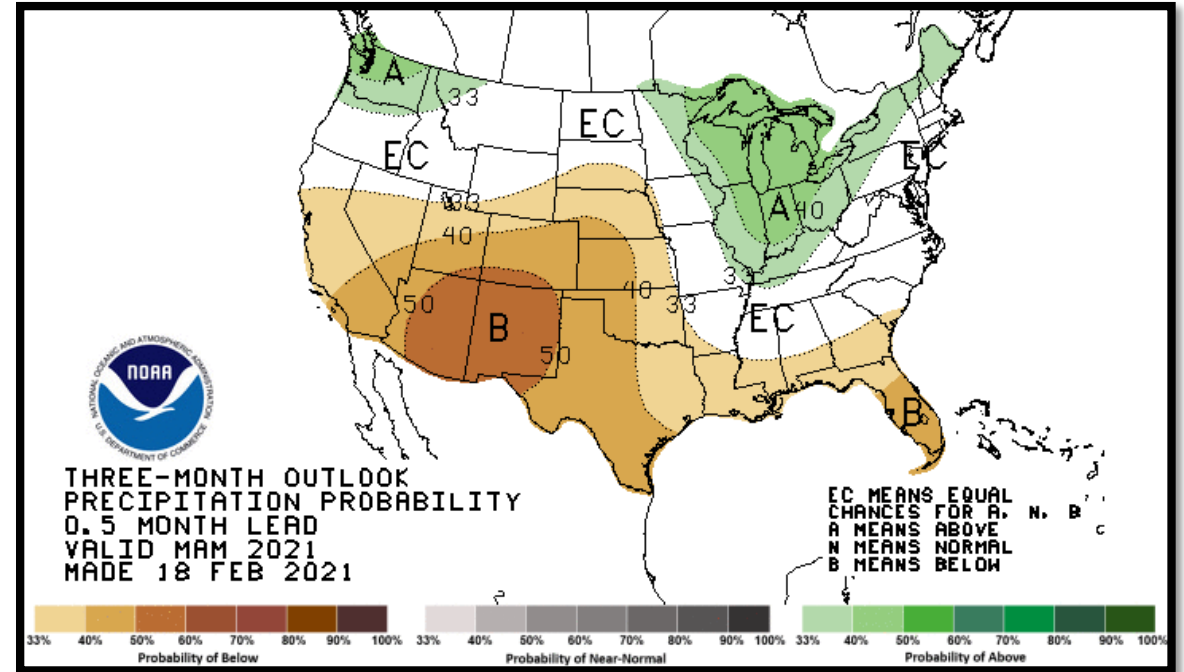 A
33
EC
EC
EC
A 40
33
40
50
40
33
33
EC
B
50
B
NATIONAL OCEANIC AND ATMOSPHERIC ADMINISTRATION
NOAA
U.S. DEPARTMENT OF COMMERCE
THREE-MONTH OUTLOOK
PRECIPITATION PROBABILITY
0.5 MONTH LEAD
VALID MAM 2021
MADE 18 FEB 2021
EC MEANS EQUAL
CHANCES FOR A, N, B
A MEANS ABOVE
N MEANS NORMAL
B MEANS BELOW
33% 40% 50% 60% 70% 80% 90% 100%
Probability of Below
33% 40% 50% 60% 70% 80% 90% 100%
Probability of Near-Normal
33% 40% 50% 60% 70% 80% 90% 100%
Probability of Above